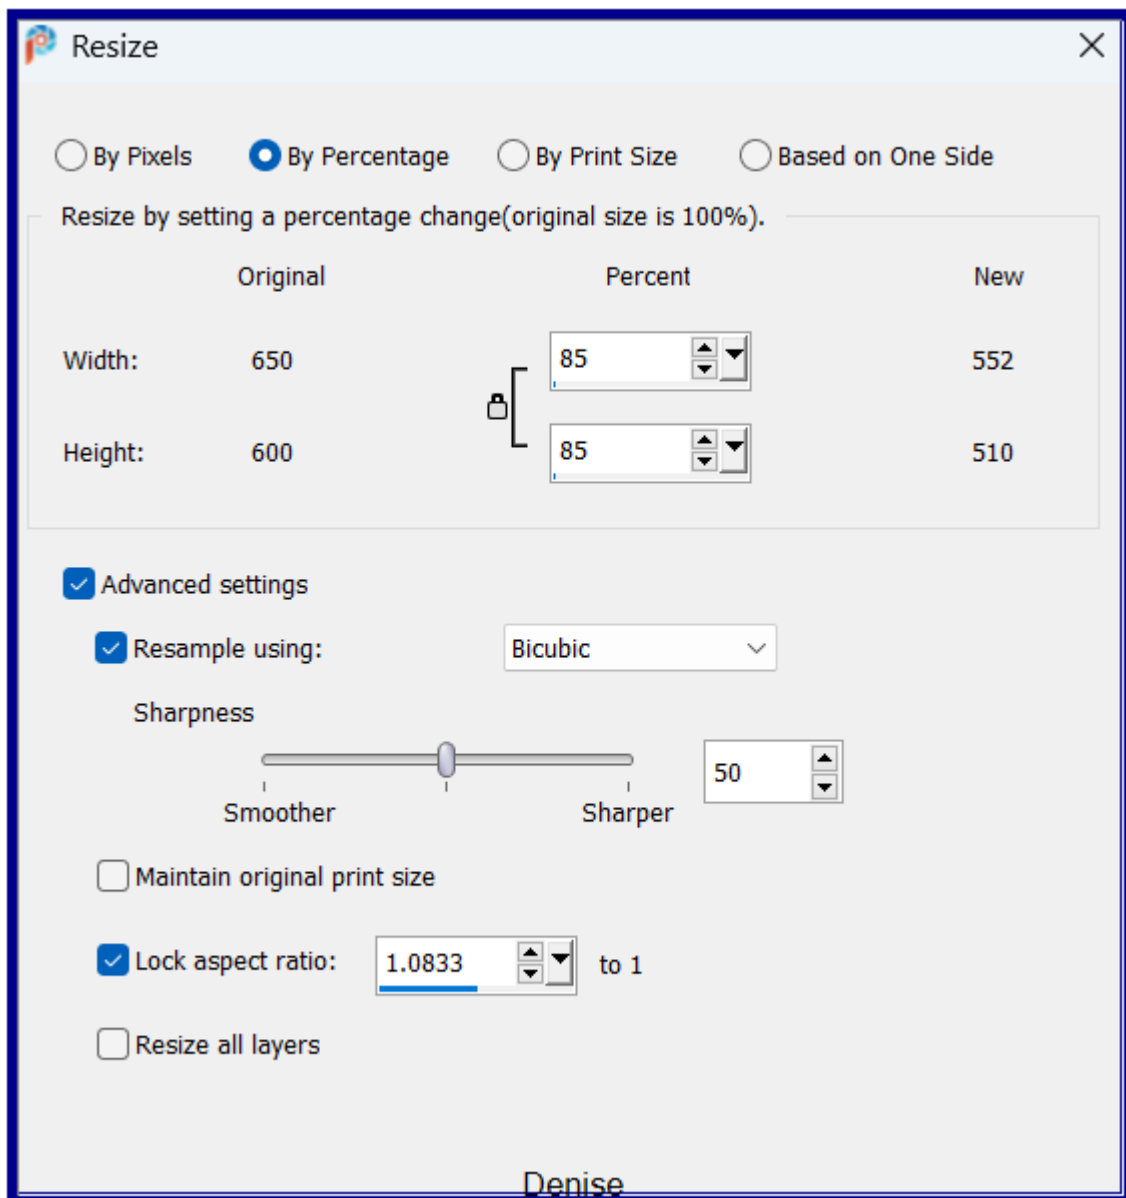 Resize
By Pixels By Percentage By Print Size Based on One Side
Resize by setting a percentage change(original size is 100%).
Original Percent New
Width: 650 85 552
Height: 600 85 510
Advanced settings
Resample using: Bicubic
Sharpness
50
Smoother Sharper
Maintain original print size
Lock aspect ratio: 1.0833 to 1
Resize all layers
Denise